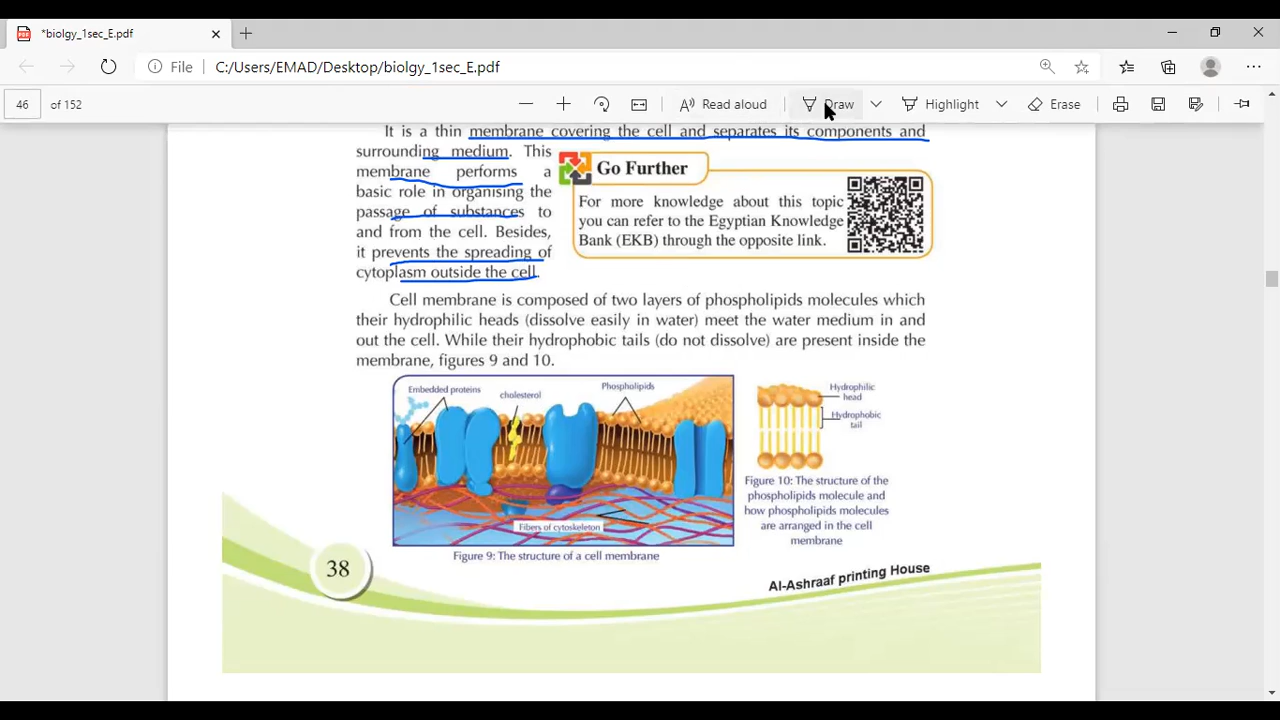 *biolgy_1sec_E.pdf
File C:/Users/EMAD/Desktop/biolgy_1sec_E.pdf
46 of 152 Read aloud Draw Highlight Erase
It is a thin membrane covering the cell and separates its components and
surrounding medium. This
membrane performs a
basic role in organising the
passage of substances to
and from the cell. Besides,
it prevents the spreading of
cytoplasm outside the cell.
Go Further
For more knowledge about this topic
you can refer to the Egyptian Knowledge
Bank (EKB) through the opposite link.
Cell membrane is composed of two layers of phospholipids molecules which
their hydrophilic heads (dissolve easily in water) meet the water medium in and
out the cell. While their hydrophobic tails (do not dissolve) are present inside the
membrane, figures 9 and 10.
Embedded proteins
cholesterol
Phospholipids
Fibers of cytoskeleton
Figure 9: The structure of a cell membrane
Hydrophilic
head
Hydrophobic
tail
Figure 10: The structure of the
phospholipids molecule and
how phospholipids molecules
are arranged in the cell
membrane
38
Al-Ashraaf printing House